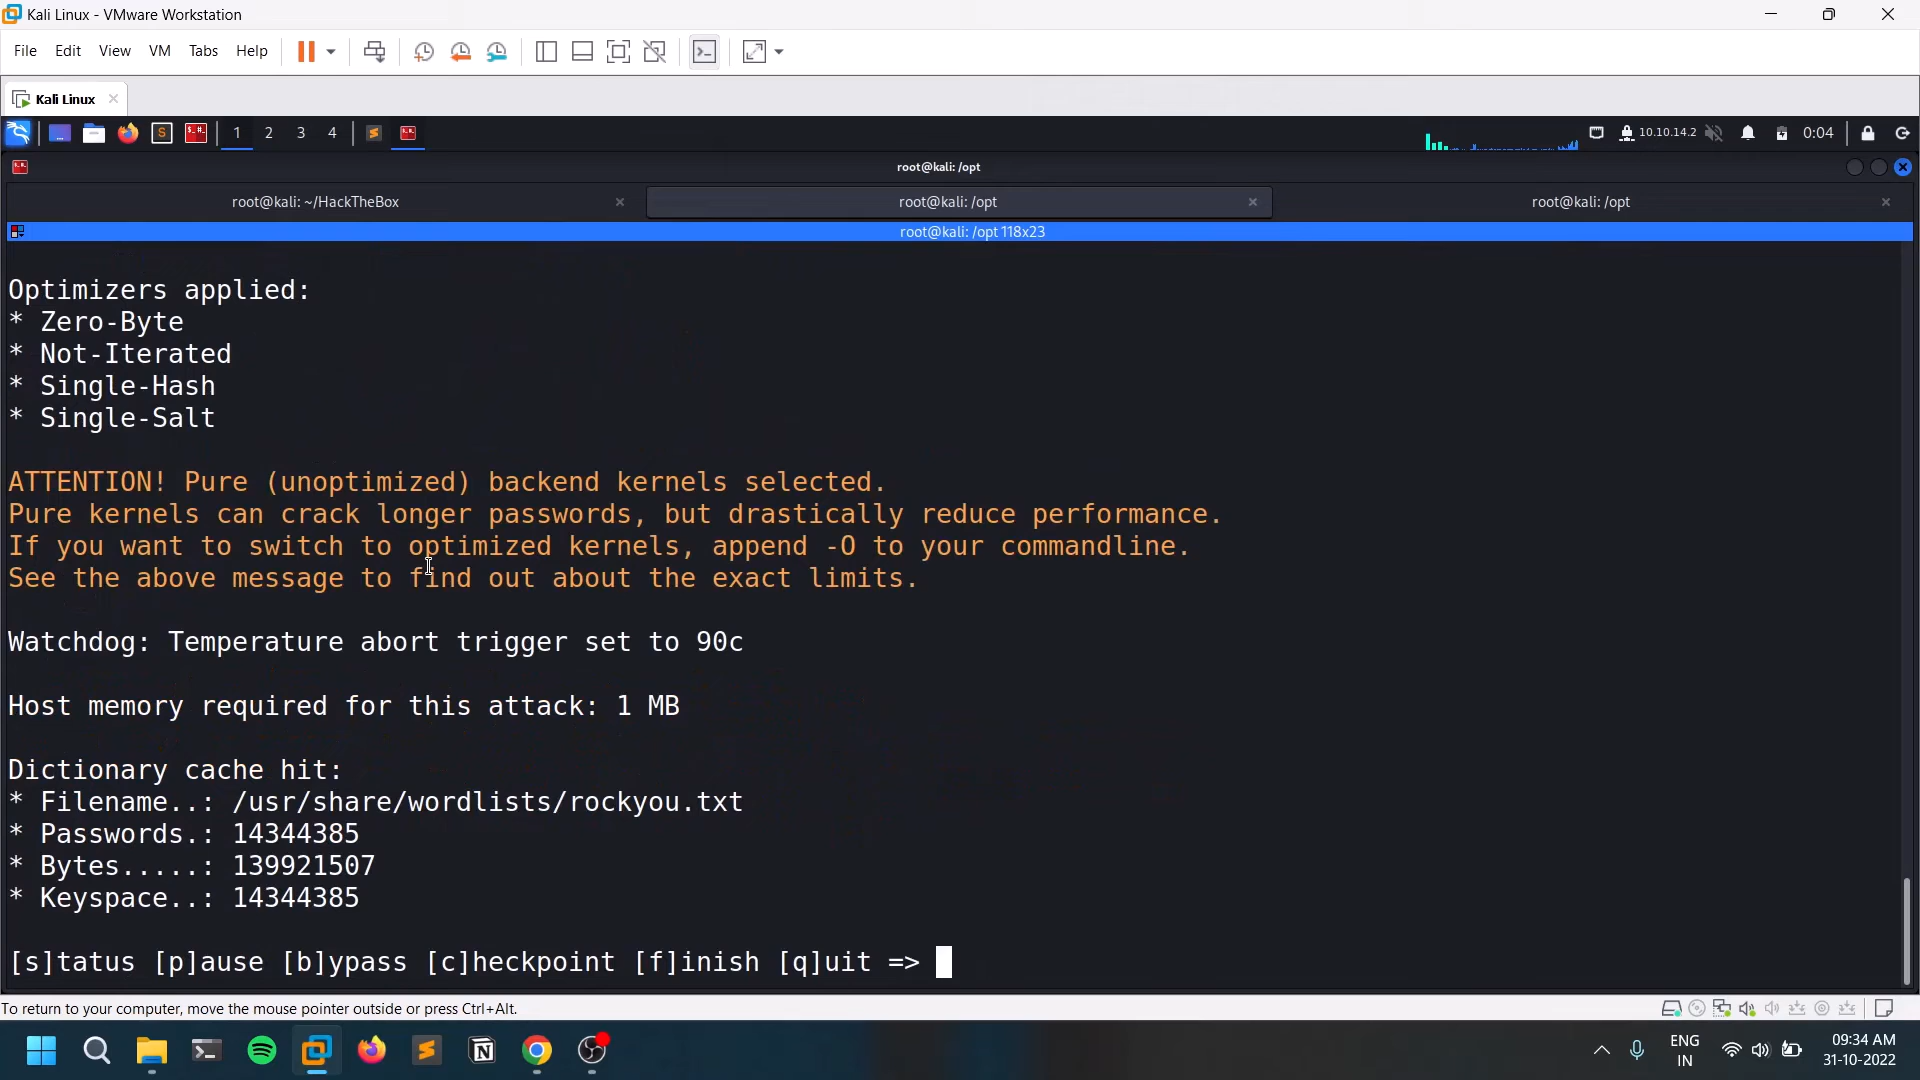 Kali Linux - VMware Workstation
File Edit View VM Tabs Help
Kali Linux
1 2 3 4
10.10.14.2
0:04
root@kali: /opt
root@kali: ~/HackTheBox
root@kali: /opt
root@kali: /opt
root@kali: /opt 118x23
Optimizers applied:
* Zero-Byte
* Not-Iterated
* Single-Hash
* Single-Salt
ATTENTION! Pure (unoptimized) backend kernels selected.
Pure kernels can crack longer passwords, but drastically reduce performance.
If you want to switch to optimized kernels, append -O to your commandline.
See the above message to find out about the exact limits.
Watchdog: Temperature abort trigger set to 90c
Host memory required for this attack: 1 MB
Dictionary cache hit:
* Filename..: /usr/share/wordlists/rockyou.txt
* Passwords.: 14344385
* Bytes.....: 139921507
* Keyspace..: 14344385
[s]tatus [p]ause [b]ypass [c]heckpoint [f]inish [q]uit =>
To return to your computer, move the mouse pointer outside or press Ctrl+Alt.
ENG
IN
09:34 AM
31-10-2022